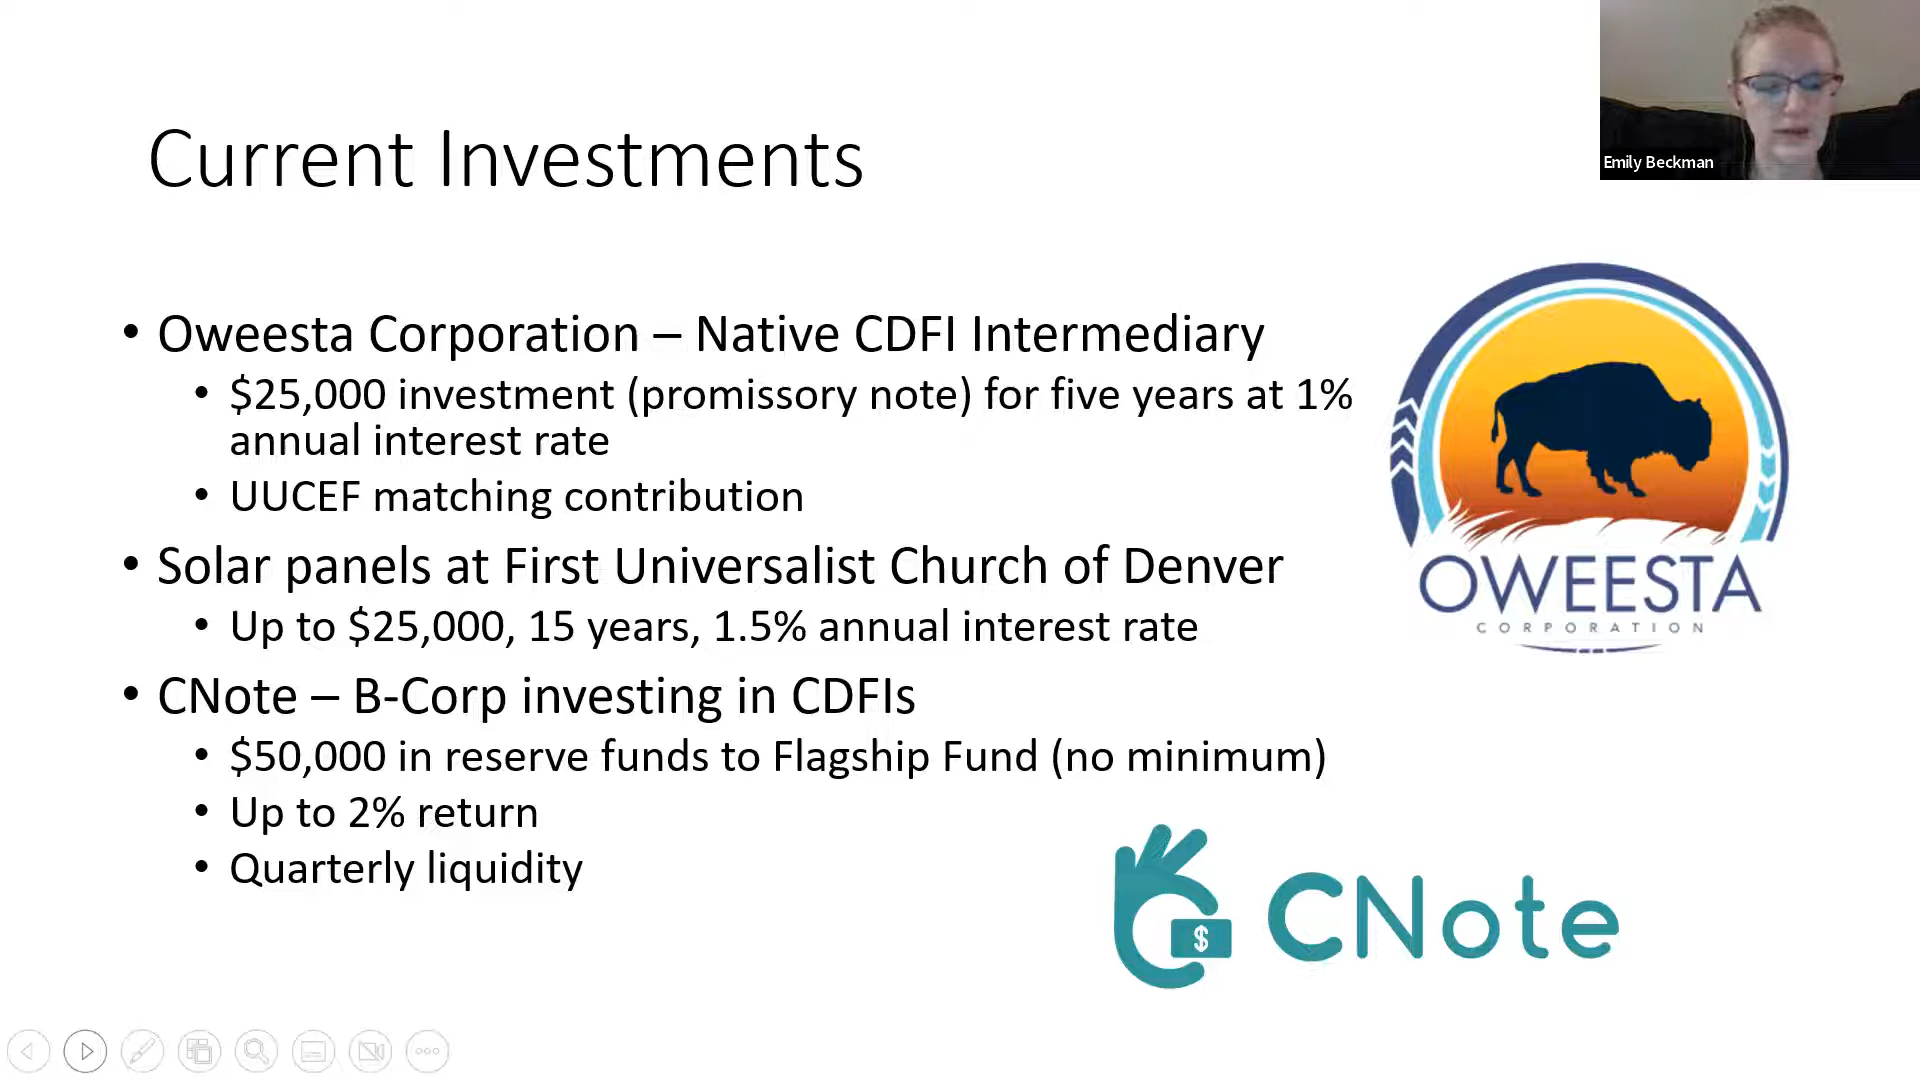 Emily Beckman
Current Investments
• Oweesta Corporation – Native CDFI Intermediary
• $25,000 investment (promissory note) for five years at 1%
annual interest rate
• UUCEF matching contribution
• Solar panels at First Universalist Church of Denver
• Up to $25,000, 15 years, 1.5% annual interest rate
• CNote – B-Corp investing in CDFIs
• $50,000 in reserve funds to Flagship Fund (no minimum)
• Up to 2% return
• Quarterly liquidity
OWEESTA
CORPORATION
$
CNote